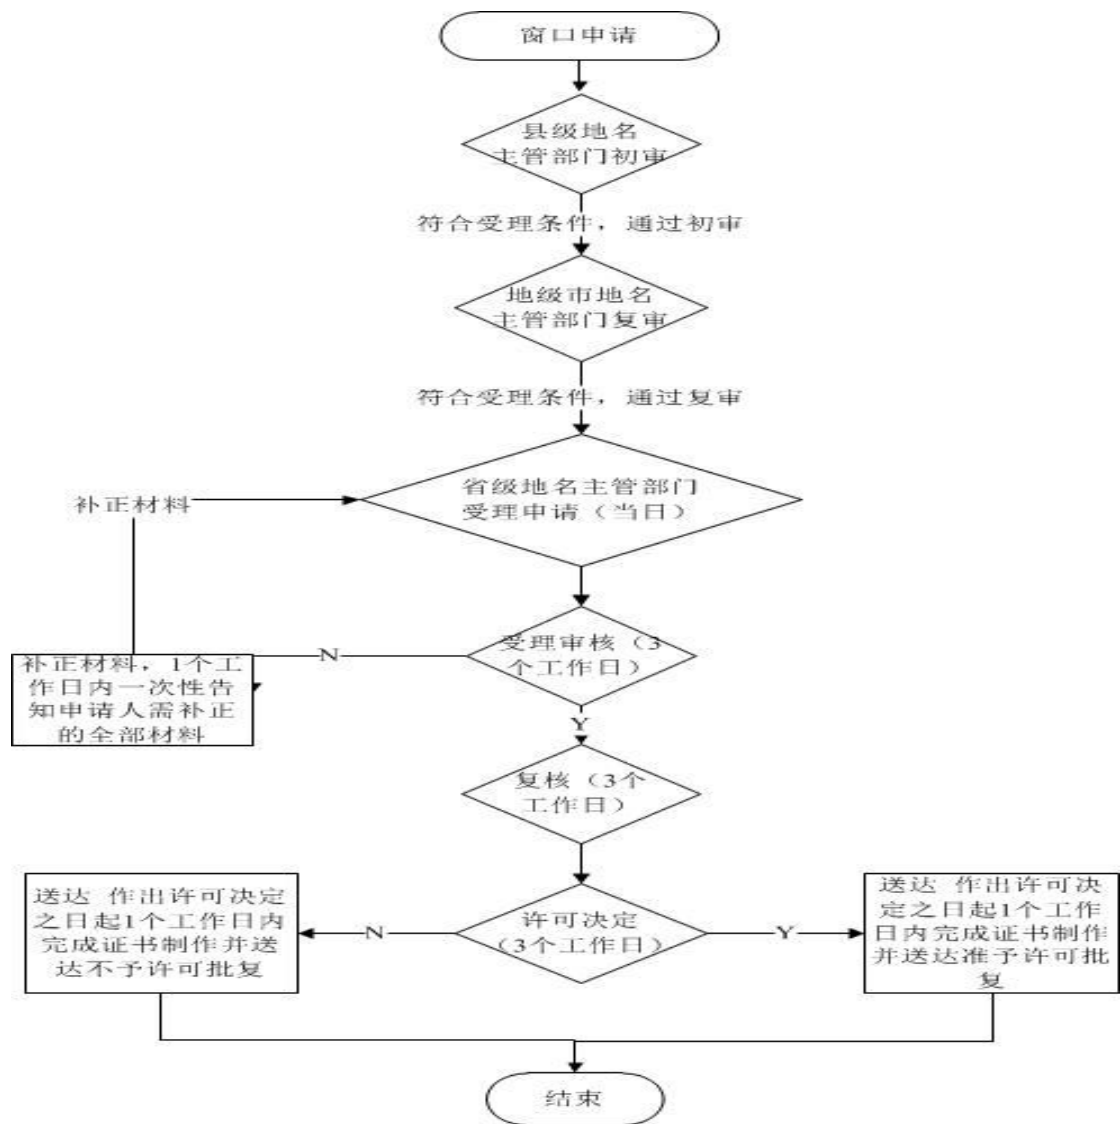 窗口申请
县级地名
主管部门初审
符合受理条件，通过初审
地级市地名
主管部门复审
符合受理条件，通过复审
省级地名主管部门
受理申请（当日）
补正材料
受理审核（3
个工作日）
N
补正材料，1个工
作日内一次性告
知申请人需补正
的全部材料
Y
复核（3个
工作日）
许可决定
（3个工作日）
N
送达 作出许可决定
之日起1个工作日内
完成证书制作并送
达不予许可批复
Y
送达 作出许可决
定之日起1个工作
日内完成证书制作
并送达准予许可批
复
结束